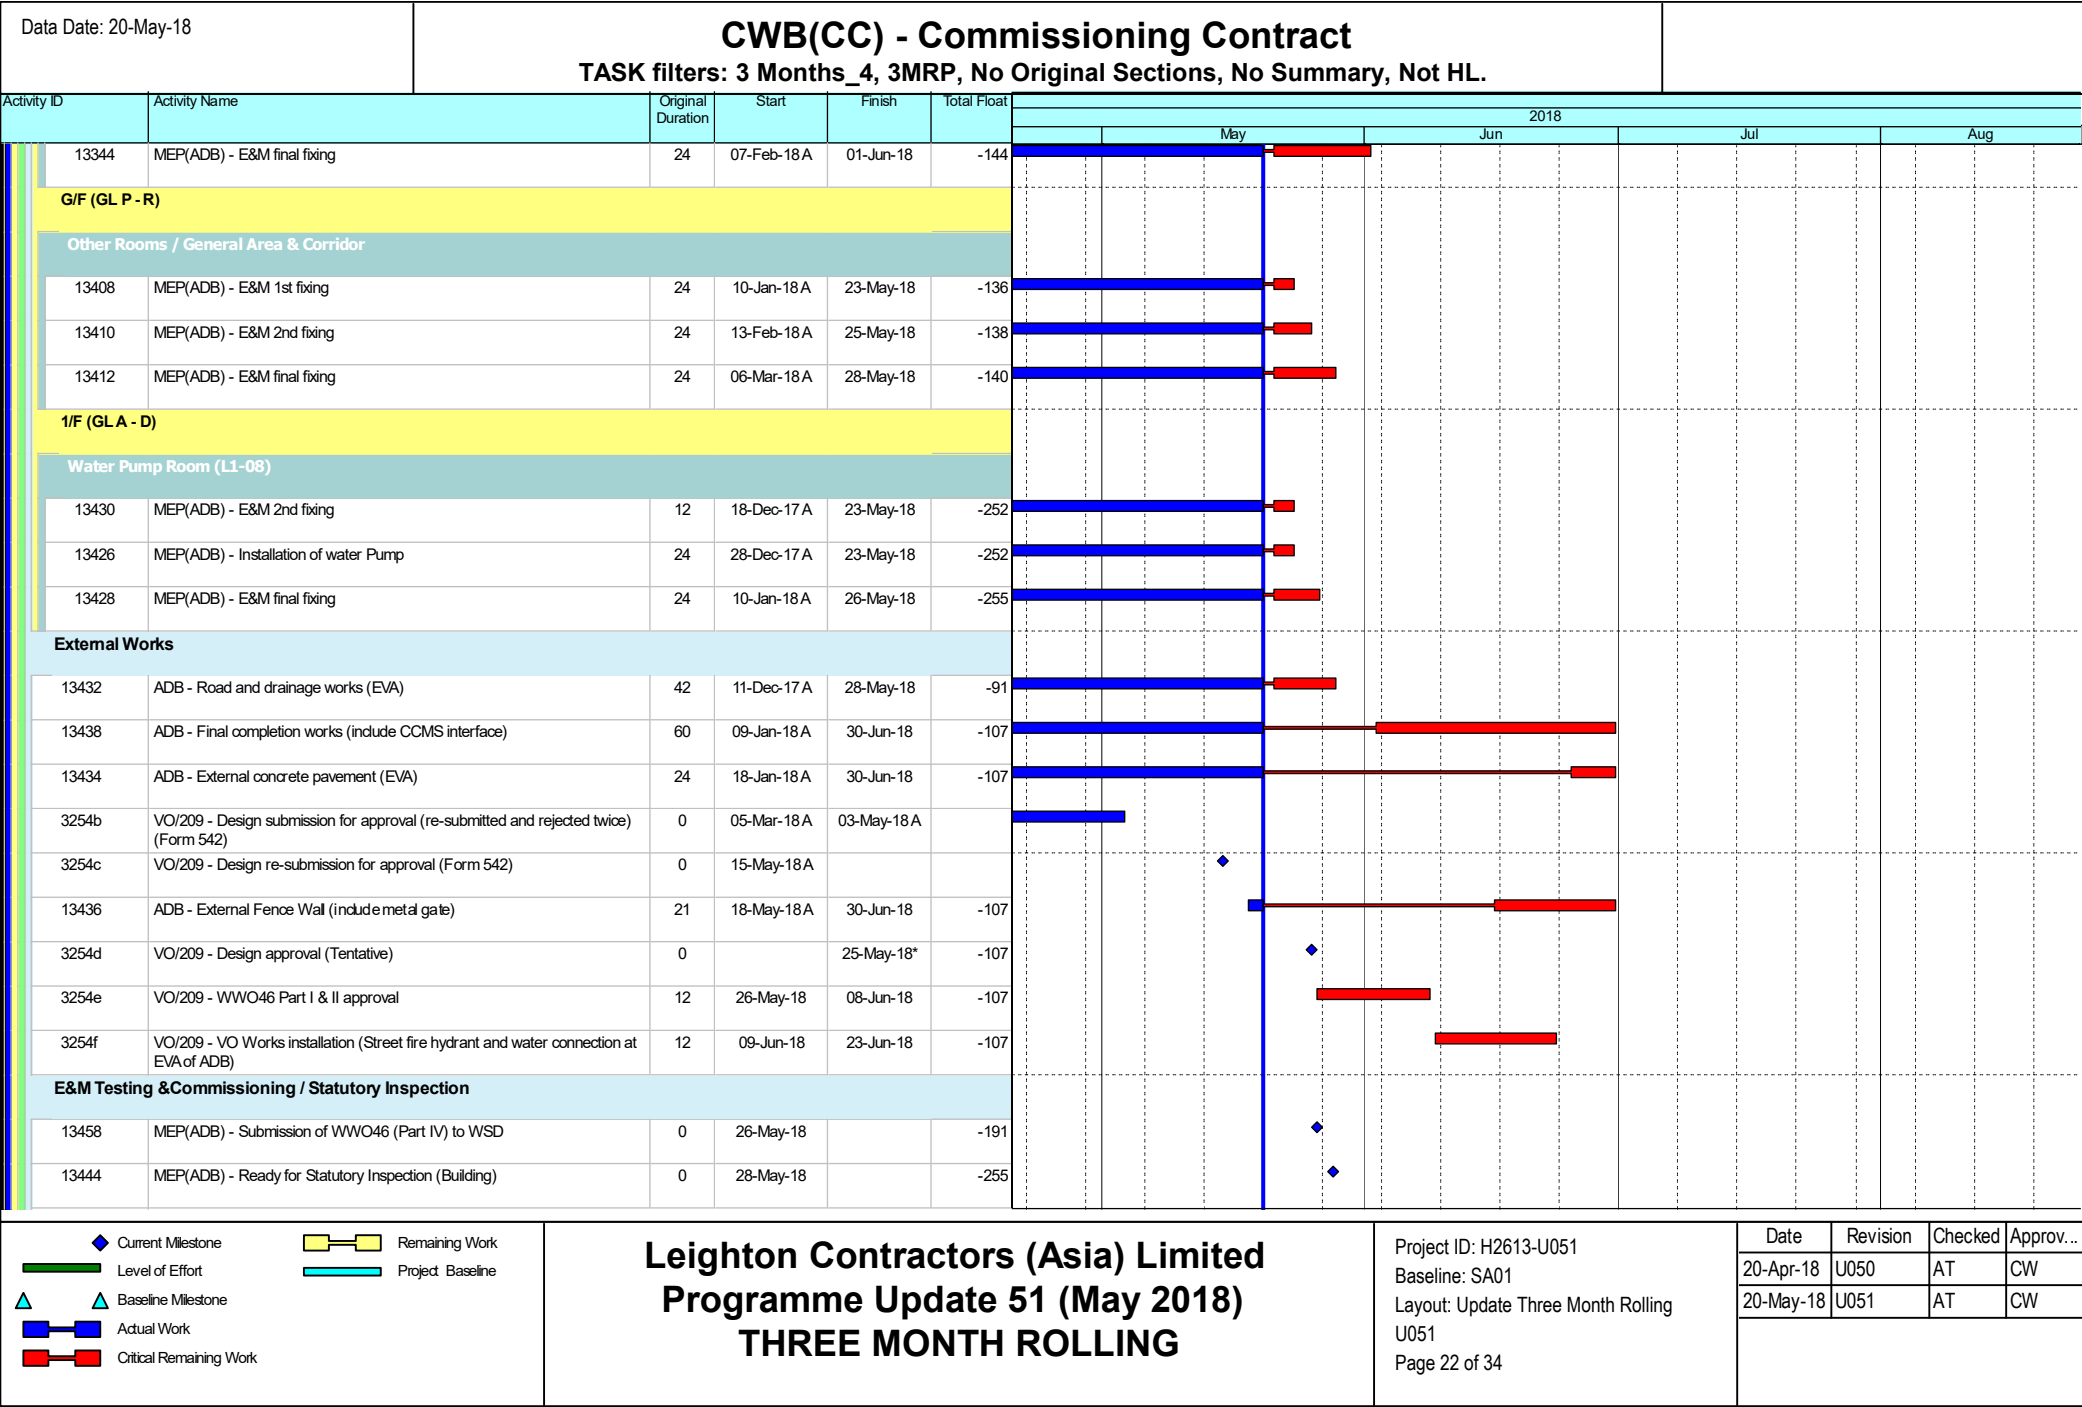 Data Date: 20-May-18
CWB(CC) - Commissioning Contract
TASK filters: 3 Months_4, 3MRP, No Original Sections, No Summary, Not HL.
Activity ID Activity Name Original Duration Start Finish Total Float 2018
May Jun Jul Aug
13344 MEP(ADB) - E&M final fixing 24 07-Feb-18 A 01-Jun-18 -144
G/F (GL P - R)
Other Rooms / General Area & Corridor
13408 MEP(ADB) - E&M 1st fixing 24 10-Jan-18 A 23-May-18 -136
13410 MEP(ADB) - E&M 2nd fixing 24 13-Feb-18 A 25-May-18 -138
13412 MEP(ADB) - E&M final fixing 24 06-Mar-18 A 28-May-18 -140
1/F (GL A - D)
Water Pump Room (L1-08)
13430 MEP(ADB) - E&M 2nd fixing 12 18-Dec-17 A 23-May-18 -252
13426 MEP(ADB) - Installation of water Pump 24 28-Dec-17 A 23-May-18 -252
13428 MEP(ADB) - E&M final fixing 24 10-Jan-18 A 26-May-18 -255
External Works
13432 ADB - Road and drainage works (EVA) 42 11-Dec-17 A 28-May-18 -91
13438 ADB - Final completion works (include CCMS interface) 60 09-Jan-18 A 30-Jun-18 -107
13434 ADB - External concrete pavement (EVA) 24 18-Jan-18 A 30-Jun-18 -107
3254b VO/209 - Design submission for approval (re-submitted and rejected twice) 0 05-Mar-18 A 03-May-18 A
(Form 542)
3254c VO/209 - Design re-submission for approval (Form 542) 0 15-May-18 A
13436 ADB - External Fence Wall (include metal gate) 21 18-May-18 A 30-Jun-18 -107
3254d VO/209 - Design approval (Tentative) 0 25-May-18* -107
3254e VO/209 - WWO46 Part I & II approval 12 26-May-18 08-Jun-18 -107
3254f VO/209 - VO Works installation (Street fire hydrant and water connection at 12 09-Jun-18 23-Jun-18 -107
EVA of ADB)
E&M Testing & Commissioning / Statutory Inspection
13458 MEP(ADB) - Submission of WWO46 (Part IV) to WSD 0 26-May-18 -191
13444 MEP(ADB) - Ready for Statutory Inspection (Building) 0 28-May-18 -255
Current Milestone Remaining Work
Level of Effort Project Baseline
Baseline Milestone
Actual Work
Critical Remaining Work
Leighton Contractors (Asia) Limited
Programme Update 51 (May 2018)
THREE MONTH ROLLING
Project ID: H2613-U051
Baseline: SA01
Layout: Update Three Month Rolling
U051
Page 22 of 34
Date Revision Checked Approv...
20-Apr-18 U050 AT CW
20-May-18 U051 AT CW